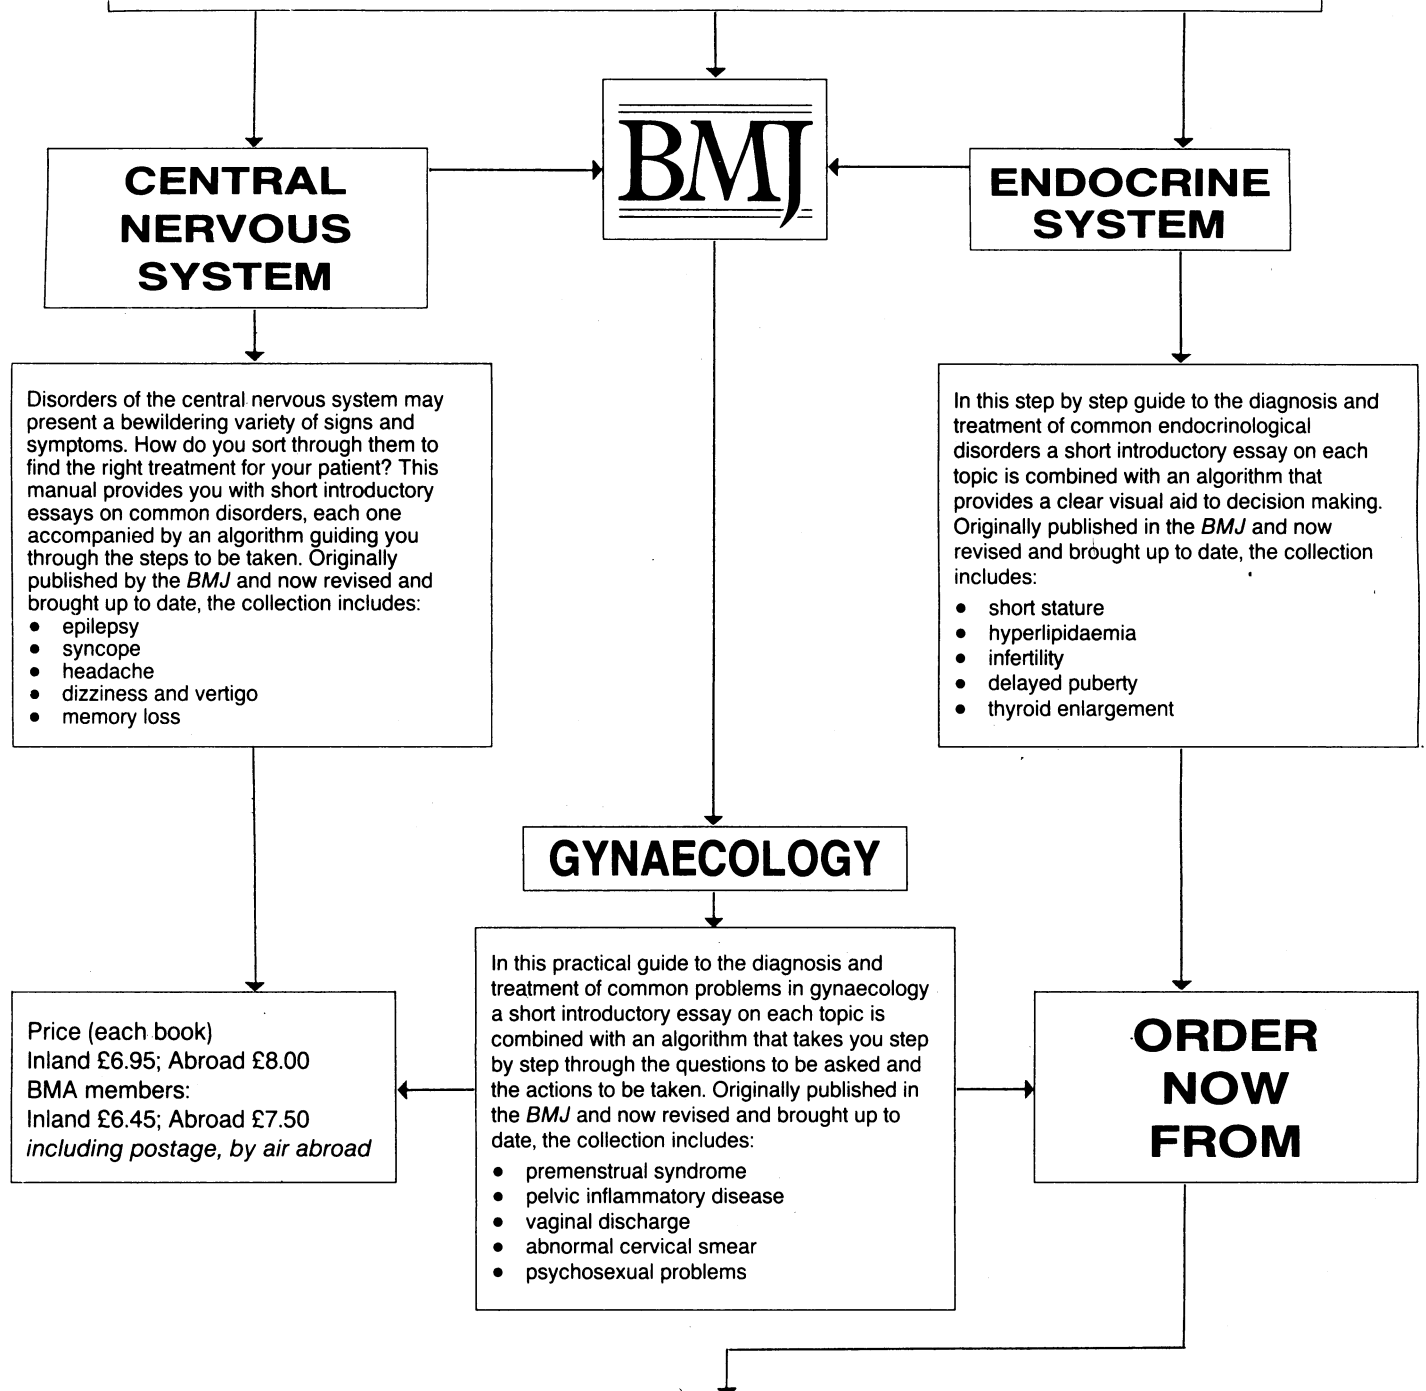 BMJ
CENTRAL
NERVOUS
SYSTEM
ENDOCRINE
SYSTEM
Disorders of the central nervous system may
present a bewildering variety of signs and
symptoms. How do you sort through them to
find the right treatment for your patient? This
manual provides you with short introductory
essays on common disorders, each one
accompanied by an algorithm guiding you
through the steps to be taken. Originally
published by the BMJ and now revised and
brought up to date, the collection includes:
● epilepsy
● syncope
● headache
● dizziness and vertigo
● memory loss
In this step by step guide to the diagnosis and
treatment of common endocrinological
disorders a short introductory essay on each
topic is combined with an algorithm that
provides a clear visual aid to decision making.
Originally published in the BMJ and now
revised and brought up to date, the collection
includes:
● short stature
● hyperlipidaemia
● infertility
● delayed puberty
● thyroid enlargement
GYNAECOLOGY
In this practical guide to the diagnosis and
treatment of common problems in gynaecology
a short introductory essay on each topic is
combined with an algorithm that takes you step
by step through the questions to be asked and
the actions to be taken. Originally published in
the BMJ and now revised and brought up to
date, the collection includes:
● premenstrual syndrome
● pelvic inflammatory disease
● vaginal discharge
● abnormal cervical smear
● psychosexual problems
Price (each book)
Inland £6.95; Abroad £8.00
BMA members:
Inland £6.45; Abroad £7.50
including postage, by air abroad
ORDER
NOW
FROM